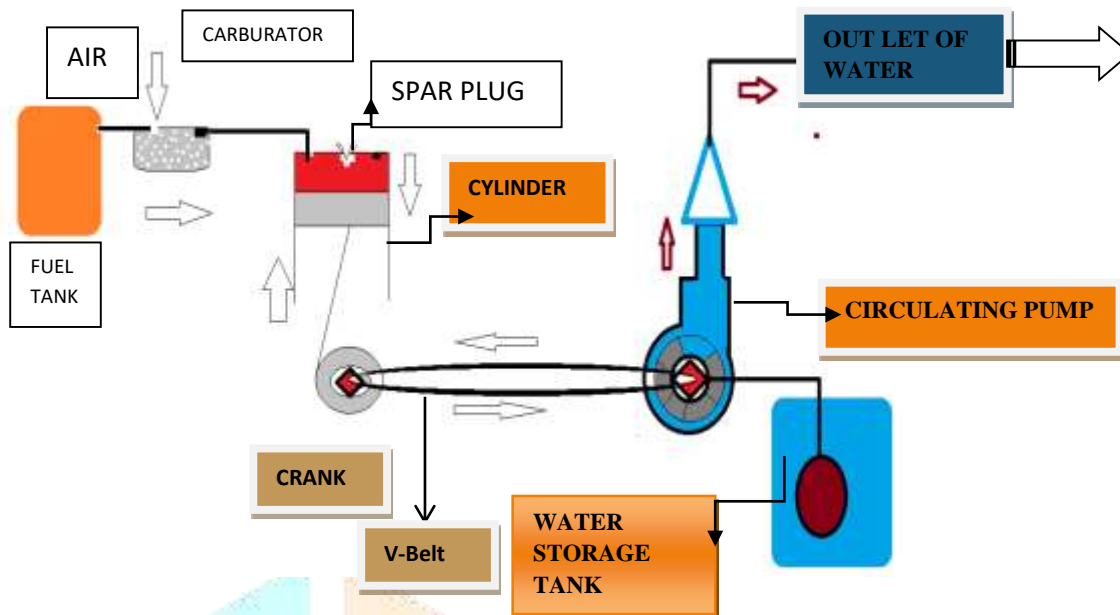 CARBURATOR
AIR
OUT LET OF
WATER
SPAR PLUG
CYLINDER
FUEL
TANK
CIRCULATING PUMP
CRANK
V-Belt
WATER
STORAGE
TANK